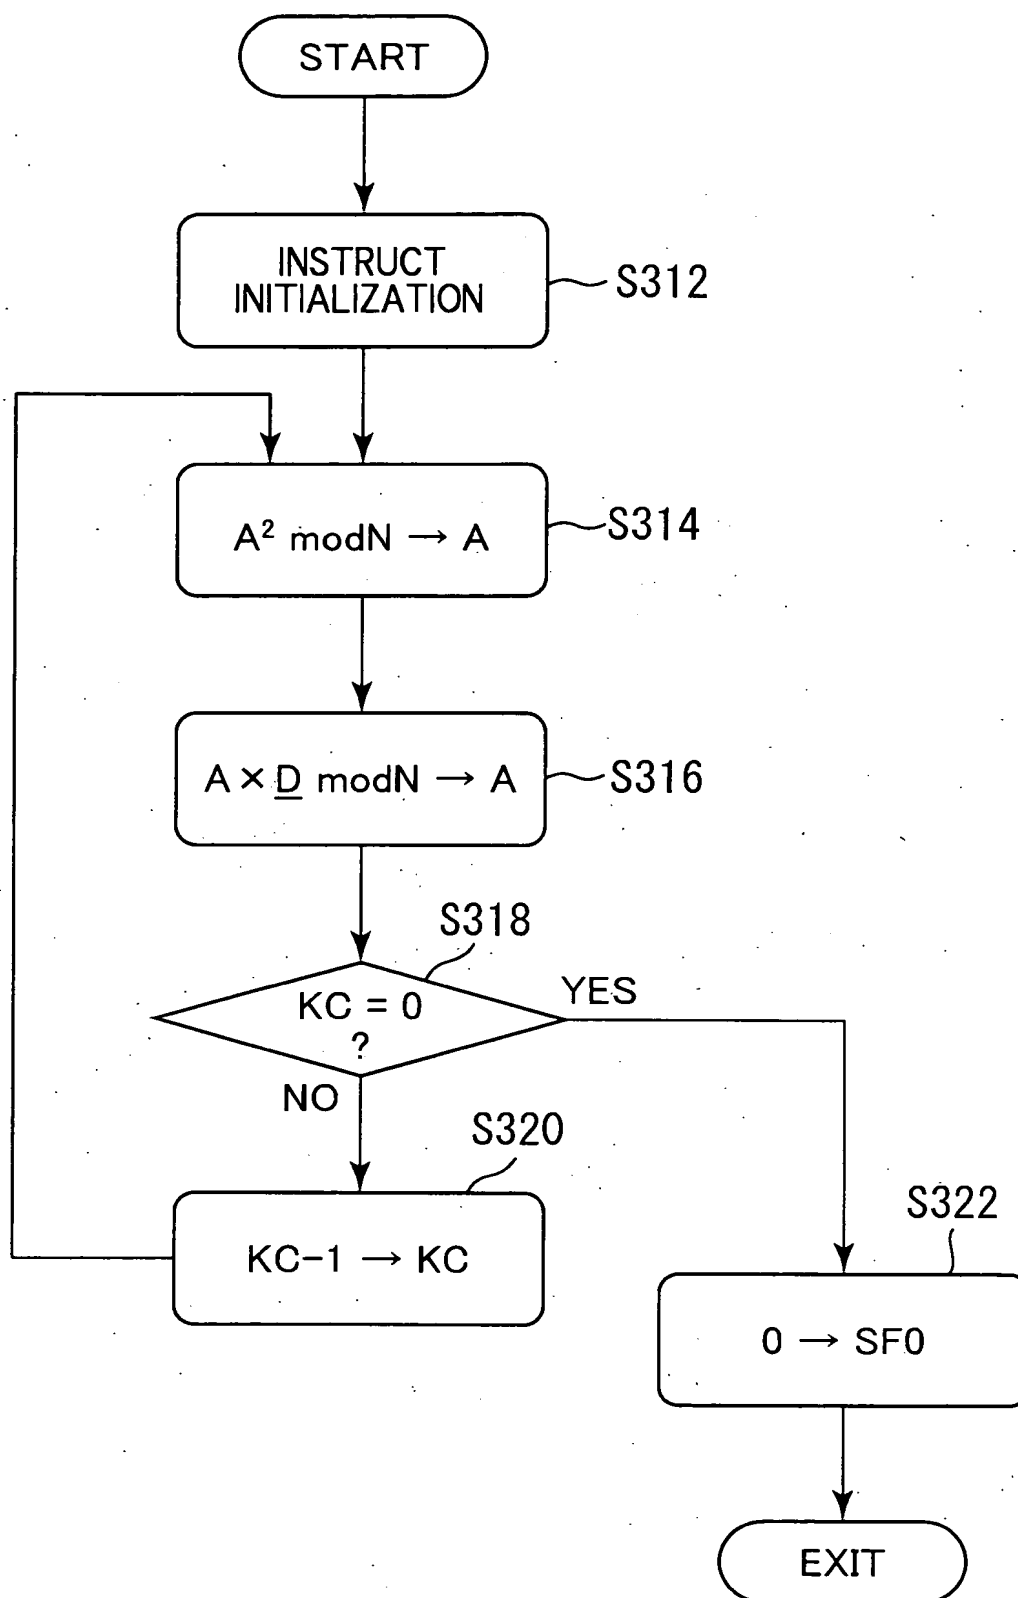 START
INSTRUCT
INITIALIZATION
S312
A² modN → A
S314
A × D modN → A
S316
S318
KC = 0
?
YES
NO
S320
KC-1 → KC
S322
0 → SF0
EXIT